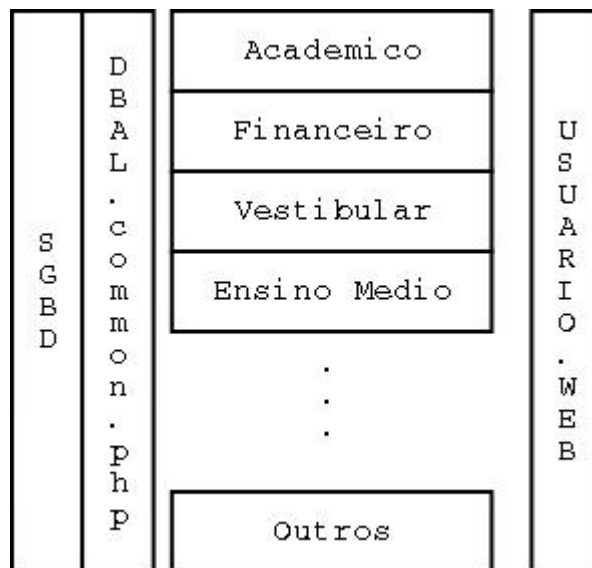 SGBD
DBAL.common.php
Academico
Financeiro
Vestibular
Ensino Medio
.
.
.
Outros
USUARIO.WEB